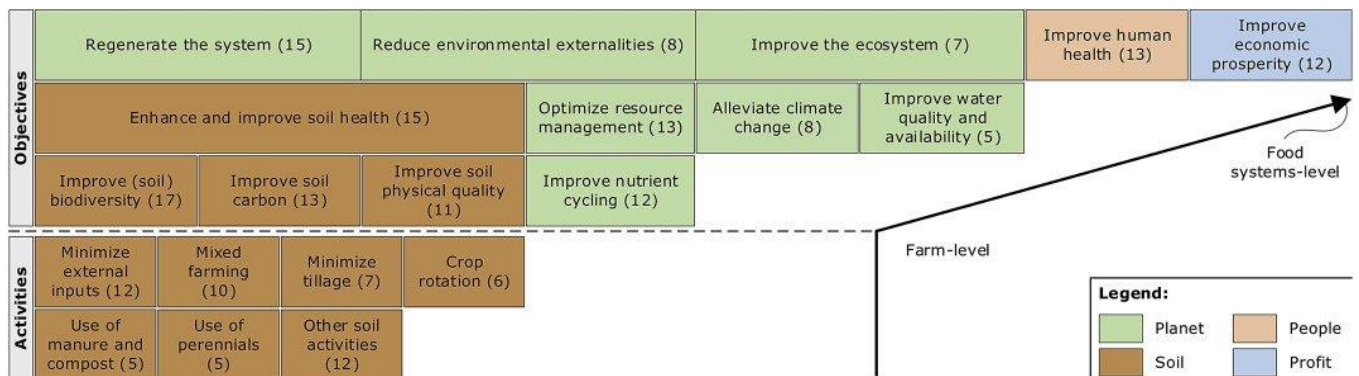 Objectives
Regenerate the system (15)
Reduce environmental externalities (8)
Improve the ecosystem (7)
Improve human
health (13)
Improve
economic
prosperity (12)
Enhance and improve soil health (15)
Optimize resource
management (13)
Alleviate climate
change (8)
Improve water
quality and
availability (5)
Improve (soil)
biodiversity (17)
Improve soil
carbon (13)
Improve soil
physical quality
(11)
Improve nutrient
cycling (12)
Food
systems-level
Farm-level
Activities
Minimize
external
inputs (12)
Mixed
farming
(10)
Minimize
tillage (7)
Crop
rotation (6)
Use of
manure and
compost (5)
Use of
perennials
(5)
Other soil
activities
(12)
Legend:
Planet
People
Soil
Profit